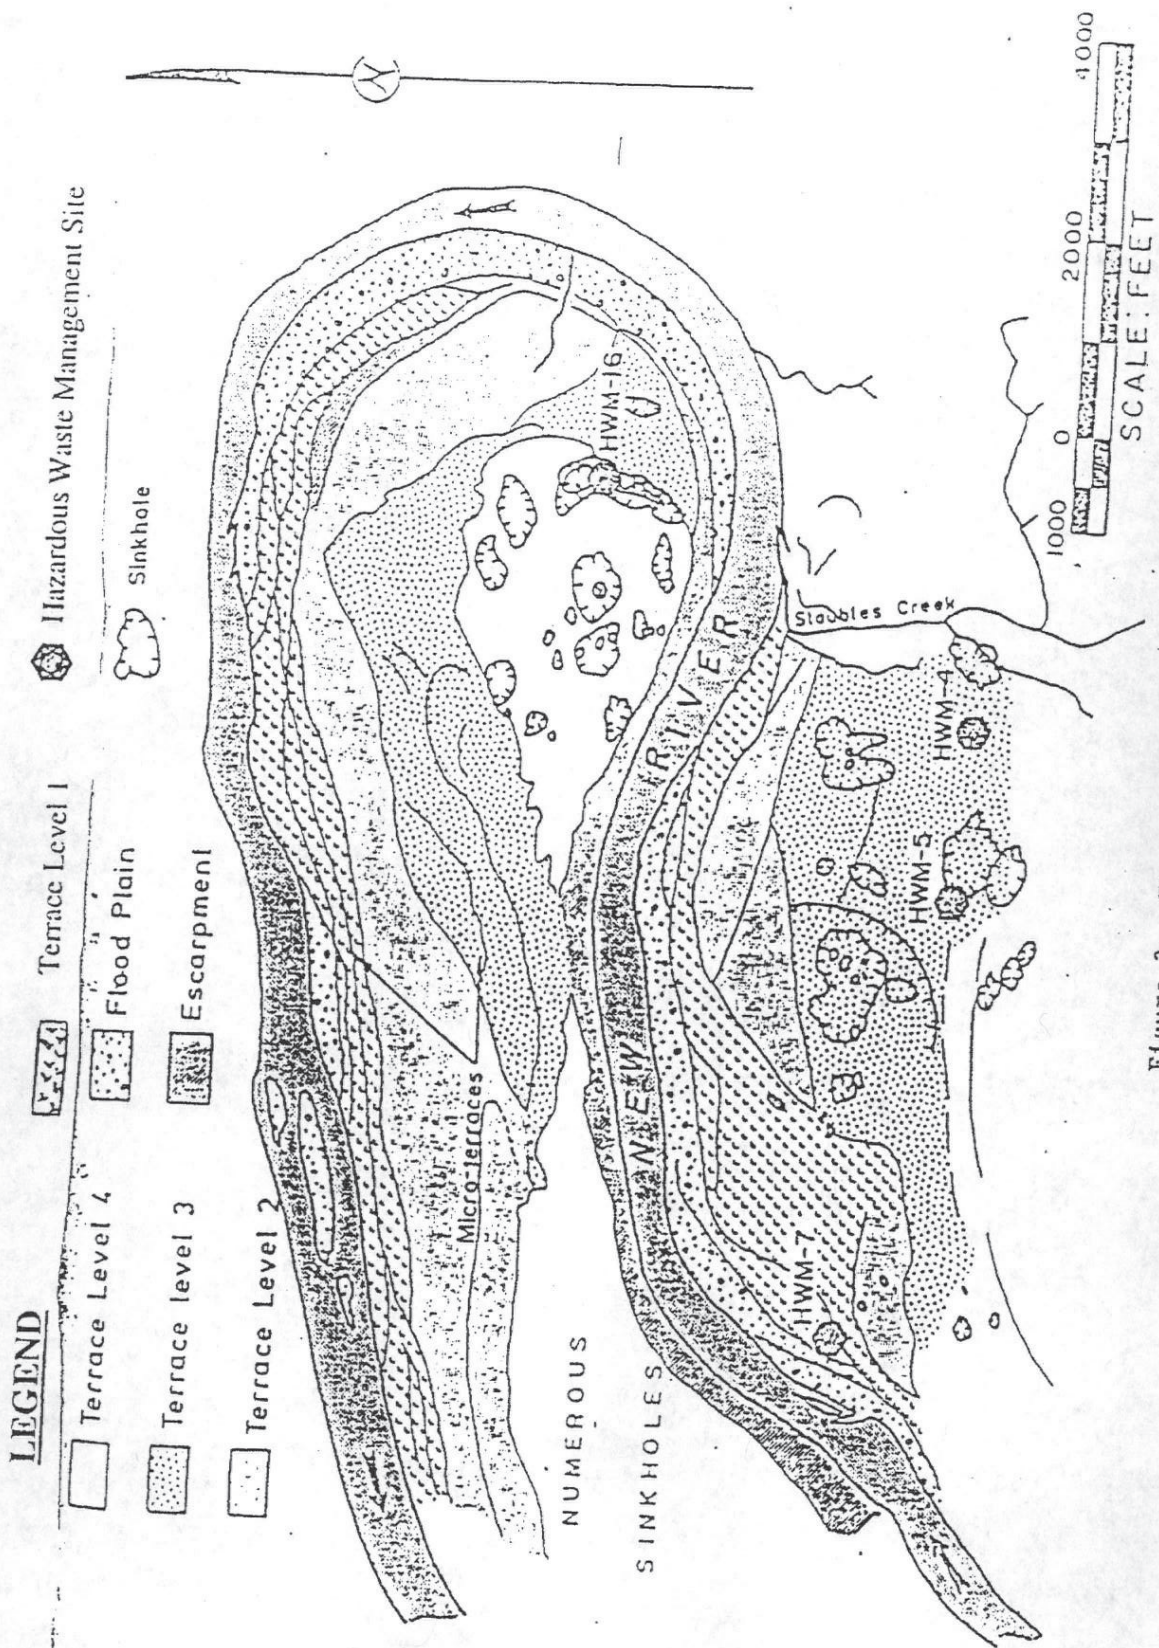 LEGEND
Terrace Level 4
Terrace level 3
Terrace Level 2
Terrace Level 1
Flood Plain
Escarpment
Hazardous Waste Management Site
Sinkhole
Micro-terraces
NUMEROUS
SINKHOLES
NEW RIVER
HWM-16
HWM-7
HWM-5
HWM-4
Stoubles Creek
1000 0 2000 4000
SCALE: FEET